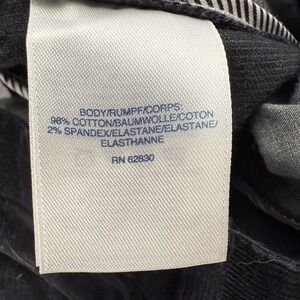 BODY/RUMPF/CORPS:
98% COTTON/BAUMWOLLE/COTON
2% SPANDEX/ELASTANE/ELASTANE/
ELASTHANNE
RN 62830